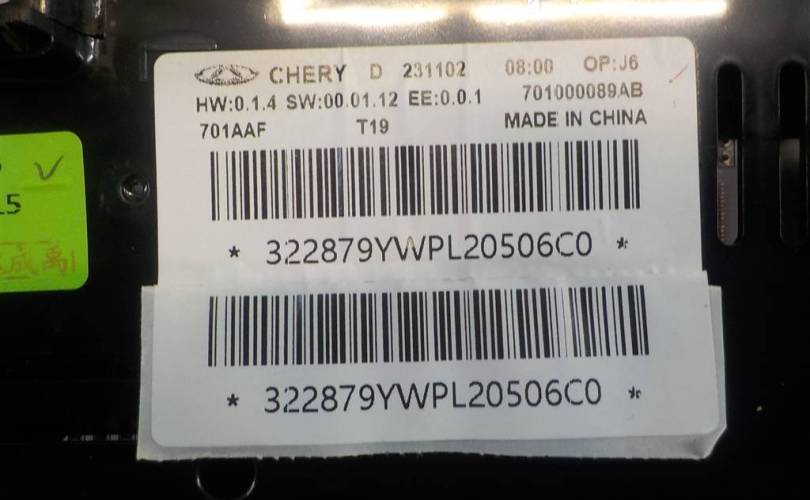 CHERY D 231102 08:00 OP:J6
HW:0.1.4 SW:00.01.12 EE:0.0.1 701000089AB
701AAF T19 MADE IN CHINA
* 322879YWPL20506C0 *
* 322879YWPL20506C0 *